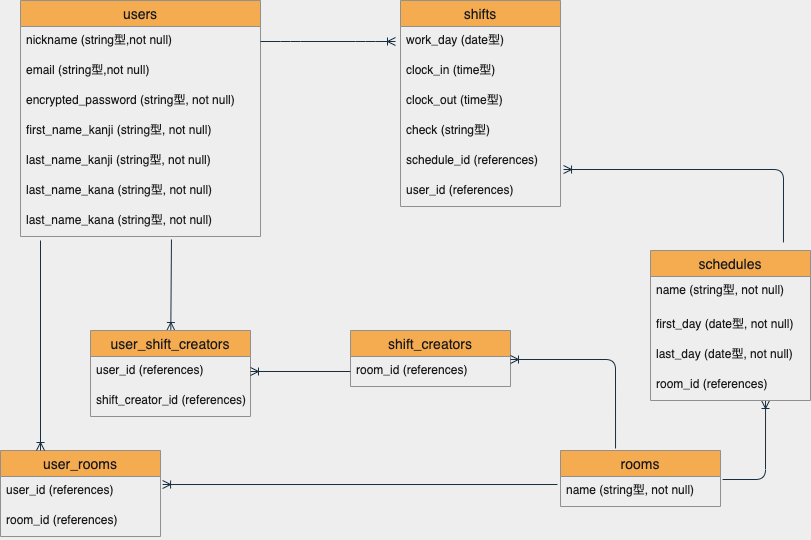 users
nickname (string型,not null)
email (string型,not null)
encrypted_password (string型, not null)
first_name_kanji (string型, not null)
last_name_kanji (string型, not null)
last_name_kana (string型, not null)
last_name_kana (string型, not null)
shifts
work_day (date型)
clock_in (time型)
clock_out (time型)
check (string型)
schedule_id (references)
user_id (references)
schedules
name (string型, not null)
first_day (date型, not null)
last_day (date型, not null)
room_id (references)
user_shift_creators
user_id (references)
shift_creator_id (references)
shift_creators
room_id (references)
user_rooms
user_id (references)
room_id (references)
rooms
name (string型, not null)